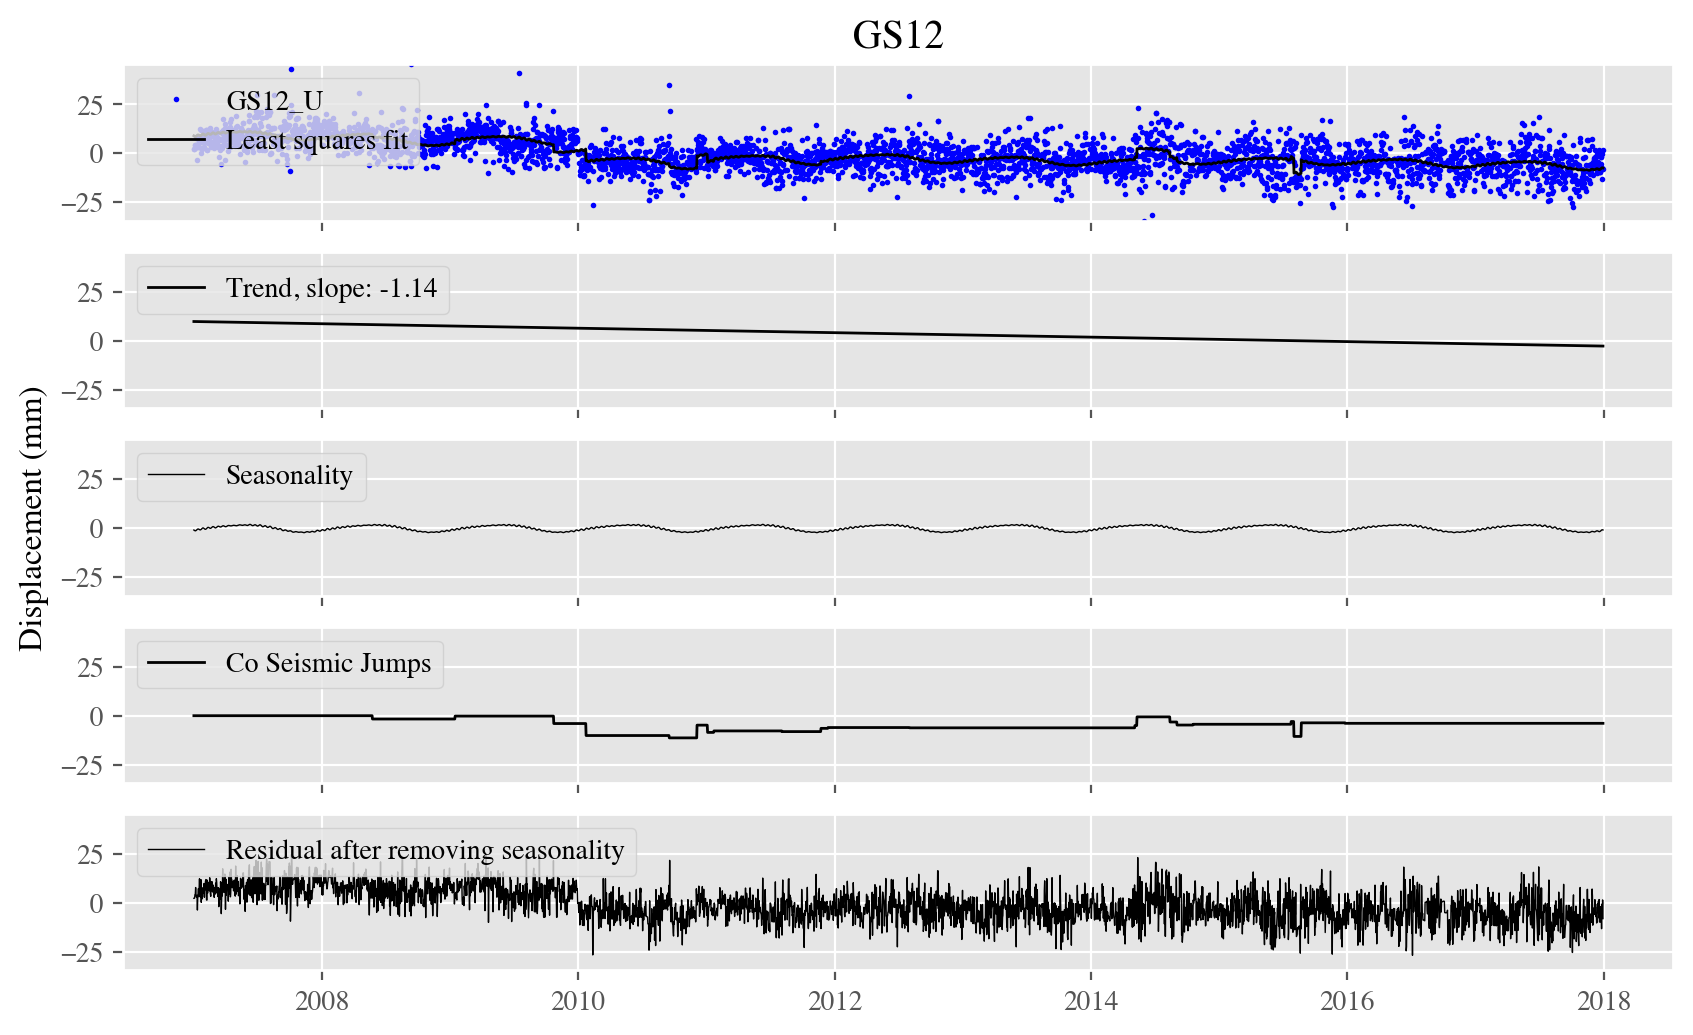 GS12
25
0
−25
GS12_U
Least squares fit
25
0
−25
Trend, slope: -1.14
Displacement (mm)
25
0
−25
Seasonality
25
0
−25
Co Seismic Jumps
25
0
−25
Residual after removing seasonality
2008 2010 2012 2014 2016 2018